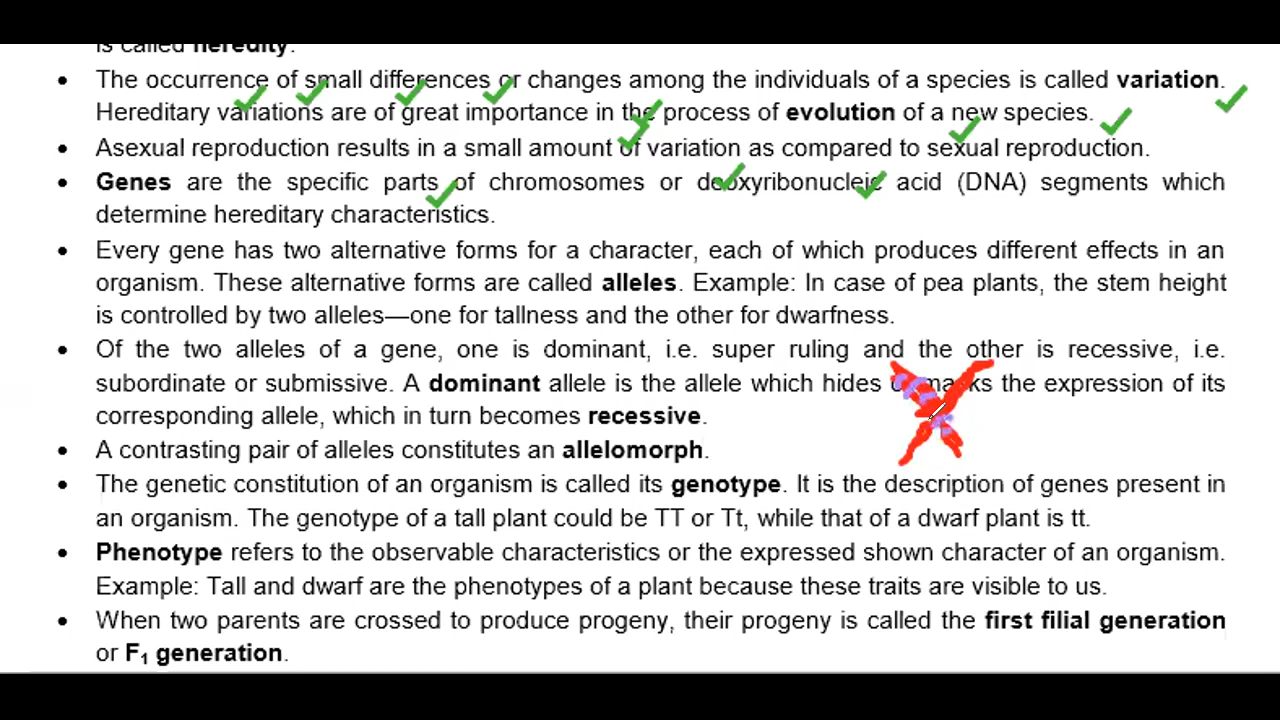 is called heredity.
• The occurrence of small differences or changes among the individuals of a species is called variation.
Hereditary variations are of great importance in the process of evolution of a new species.
• Asexual reproduction results in a small amount of variation as compared to sexual reproduction.
• Genes are the specific parts of chromosomes or deoxyribonucleic acid (DNA) segments which
determine hereditary characteristics.
• Every gene has two alternative forms for a character, each of which produces different effects in an
organism. These alternative forms are called alleles. Example: In case of pea plants, the stem height
is controlled by two alleles—one for tallness and the other for dwarfness.
• Of the two alleles of a gene, one is dominant, i.e. super ruling and the other is recessive, i.e.
subordinate or submissive. A dominant allele is the allele which hides or masks the expression of its
corresponding allele, which in turn becomes recessive.
• A contrasting pair of alleles constitutes an allelomorph.
• The genetic constitution of an organism is called its genotype. It is the description of genes present in
an organism. The genotype of a tall plant could be TT or Tt, while that of a dwarf plant is tt.
• Phenotype refers to the observable characteristics or the expressed shown character of an organism.
Example: Tall and dwarf are the phenotypes of a plant because these traits are visible to us.
• When two parents are crossed to produce progeny, their progeny is called the first filial generation
or F₁ generation.